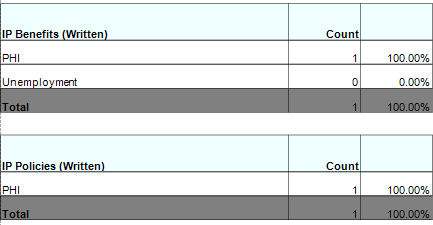 IP Benefits (Written) Count
PHI 1 100.00%
Unemployment 0 0.00%
Total 1 100.00%
IP Policies (Written) Count
PHI 1 100.00%
Total 1 100.00%